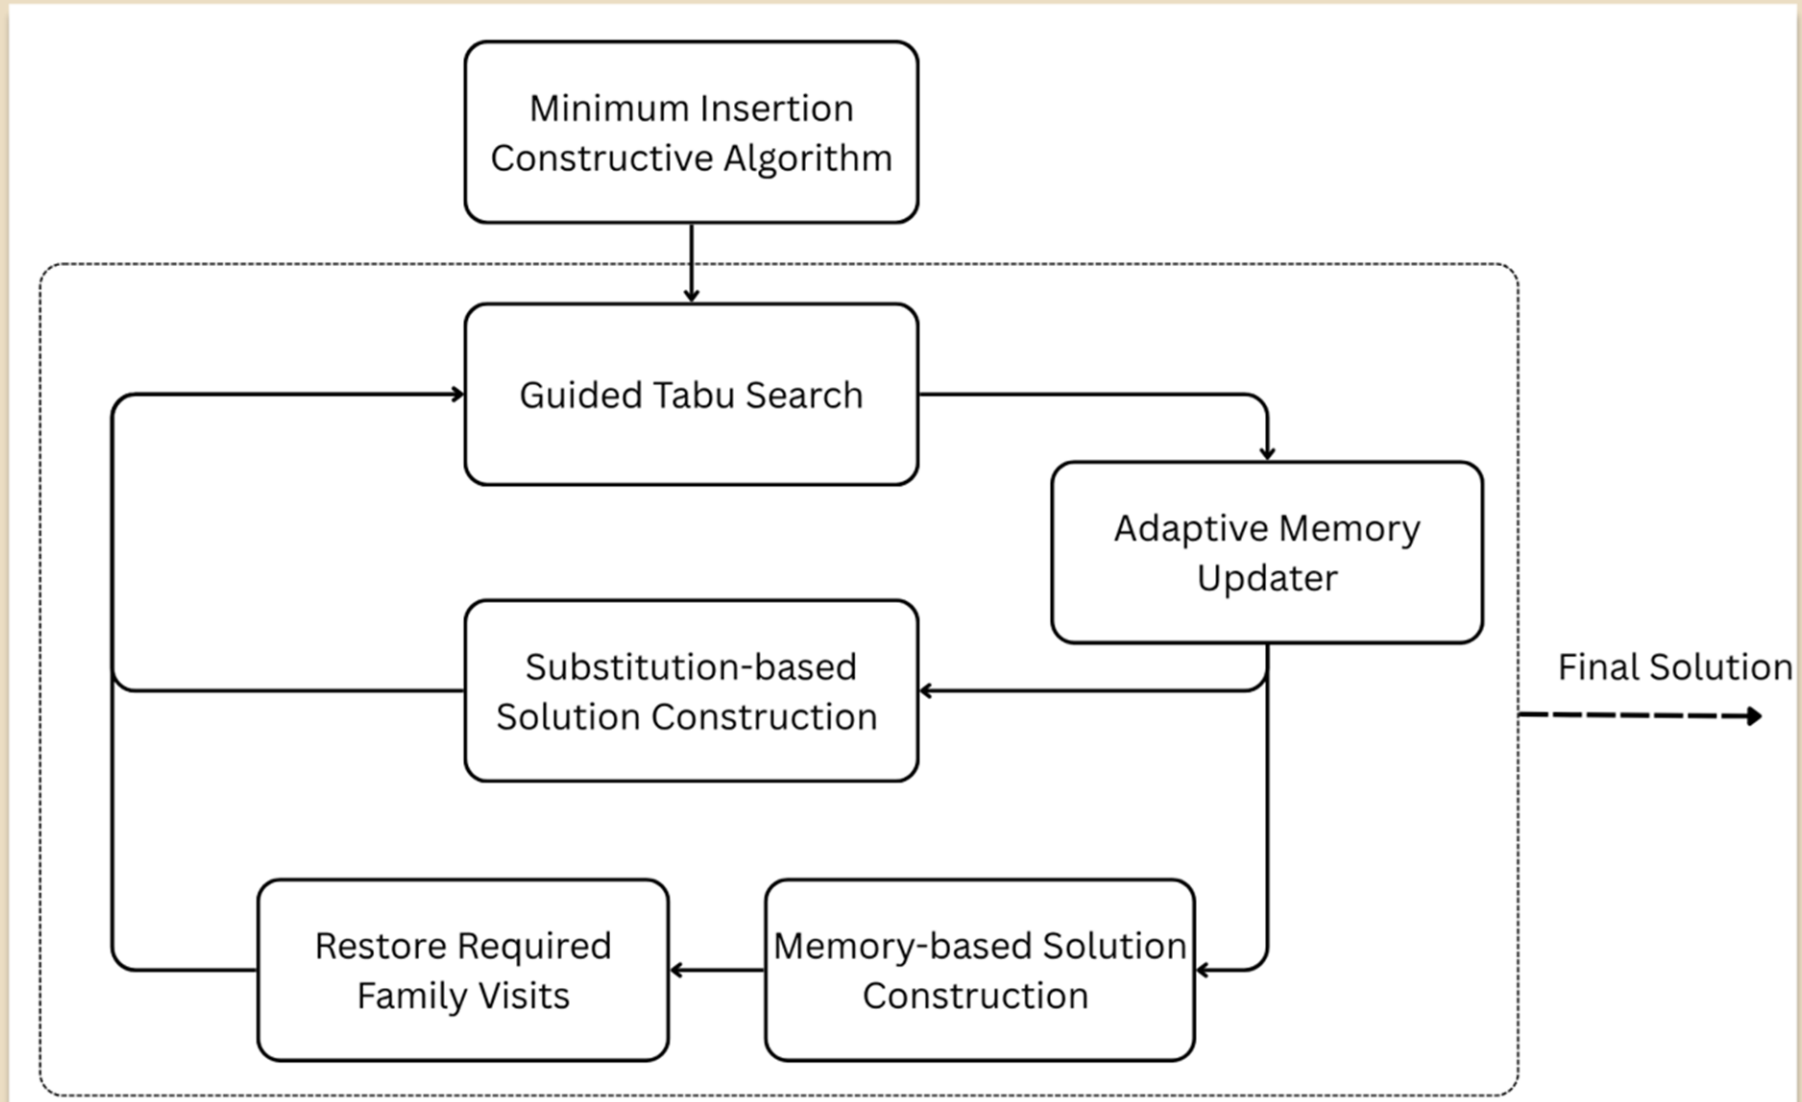 Minimum Insertion
Constructive Algorithm
Guided Tabu Search
Adaptive Memory
Updater
Substitution-based
Solution Construction
Final Solution
Restore Required
Family Visits
Memory-based Solution
Construction